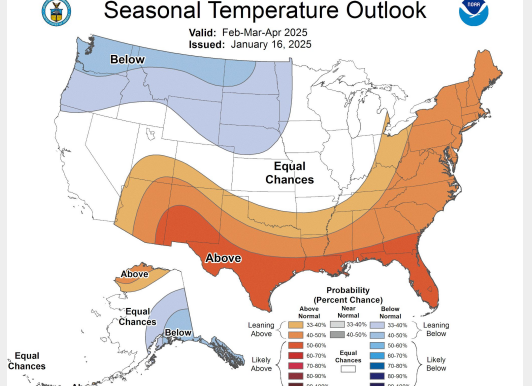 NOAA
Seasonal Temperature Outlook
Valid: Feb-Mar-Apr 2025
Issued: January 16, 2025
Below
Equal
Chances
Above
Above
Equal
Chances
Below
Equal
Chances
Probability
(Percent Chance)
Above Normal
Near Normal
Below Normal
Leaning Above
33-40%
33-40%
33-40%
Leaning Below
40-50%
40-50%
40-50%
Likely Above
50-60%
50-60%
Likely Below
60-70%
Equal Chances
60-70%
70-80%
70-80%
80-90%
80-90%